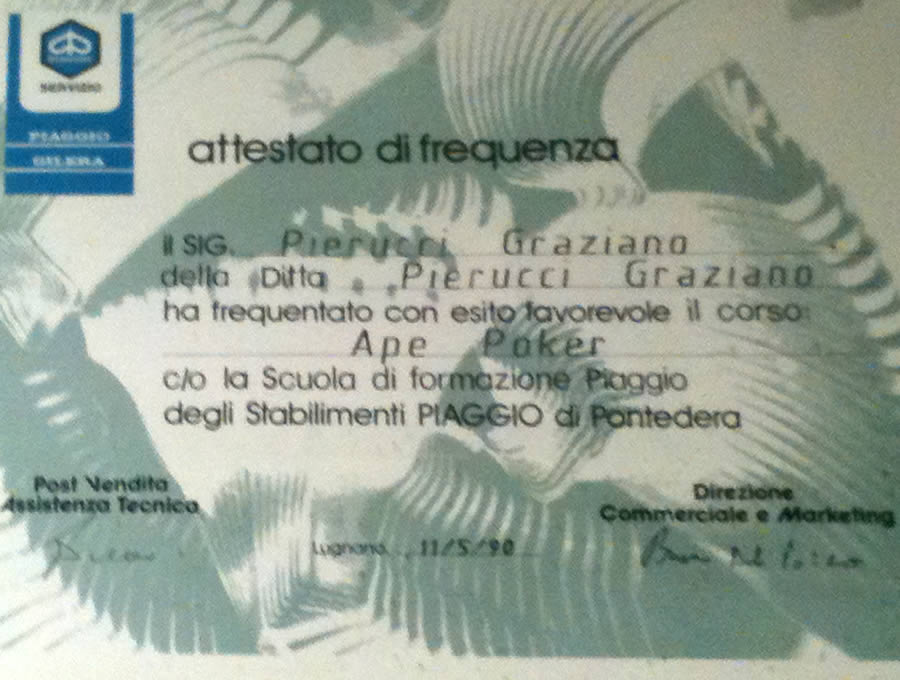 SERVIZIO
PIAGGIO
GILERA
attestato di frequenza
il SIG. Pierucci Graziano
della Ditta Pierucci Graziano
ha frequentato con esito favorevole il corso:
Ape Poker
c/o la Scuola di formazione Piaggio
degli Stabilimenti PIAGGIO di Pontedera
Post Vendita
Assistenza Tecnica
Direzione
Commerciale e Marketing
Lugnano, 11/5/90